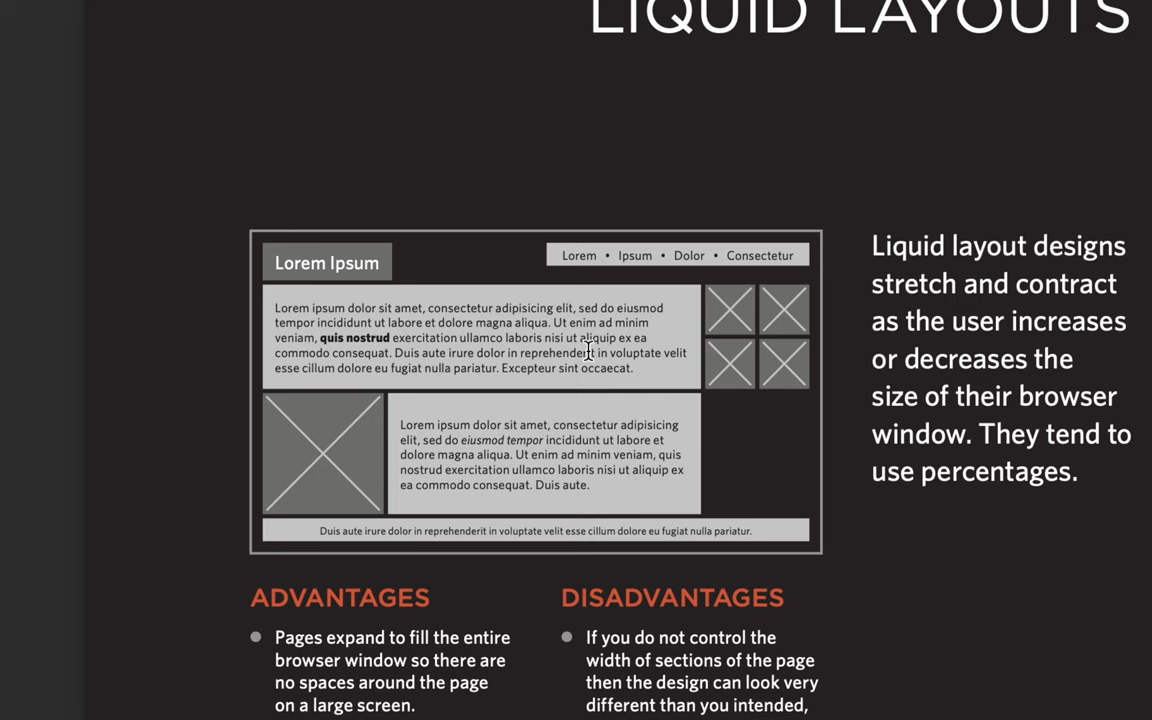 LIQUID LAYOUTS
Lorem Ipsum
Lorem • Ipsum • Dolor • Consectetur
Lorem ipsum dolor sit amet, consectetur adipisicing elit, sed do eiusmod
tempor incididunt ut labore et dolore magna aliqua. Ut enim ad minim
veniam, quis nostrud exercitation ullamco laboris nisi ut aliquip ex ea
commodo consequat. Duis aute irure dolor in reprehenderit in voluptate velit
esse cillum dolore eu fugiat nulla pariatur. Excepteur sint occaecat.
Lorem ipsum dolor sit amet, consectetur adipisicing
elit, sed do eiusmod tempor incididunt ut labore et
dolore magna aliqua. Ut enim ad minim veniam, quis
nostrud exercitation ullamco laboris nisi ut aliquip ex
ea commodo consequat. Duis aute.
Duis aute irure dolor in reprehenderit in voluptate velit esse cillum dolore eu fugiat nulla pariatur.
Liquid layout designs
stretch and contract
as the user increases
or decreases the
size of their browser
window. They tend to
use percentages.
ADVANTAGES
Pages expand to fill the entire
browser window so there are
no spaces around the page
on a large screen.
DISADVANTAGES
If you do not control the
width of sections of the page
then the design can look very
different than you intended,